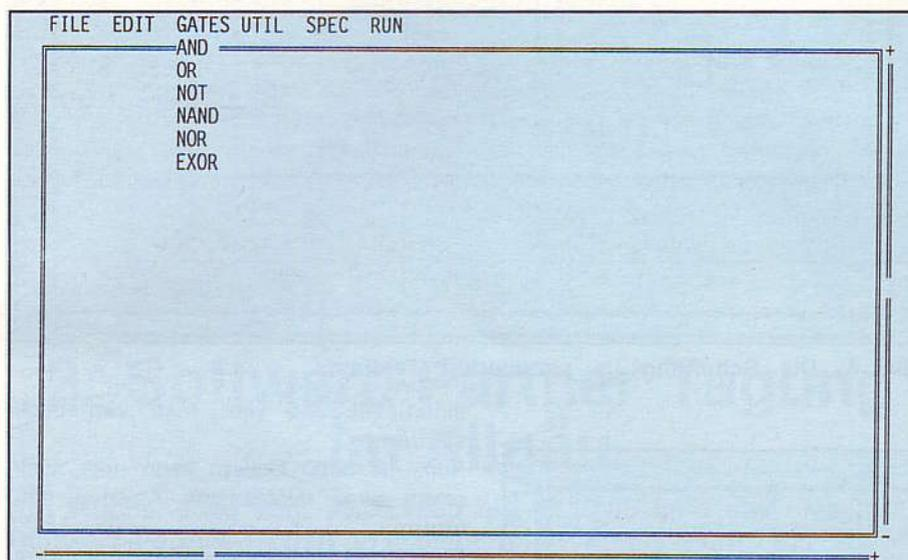 FILE EDIT GATES UTIL SPEC RUN
AND
OR
NOT
NAND
NOR
EXOR